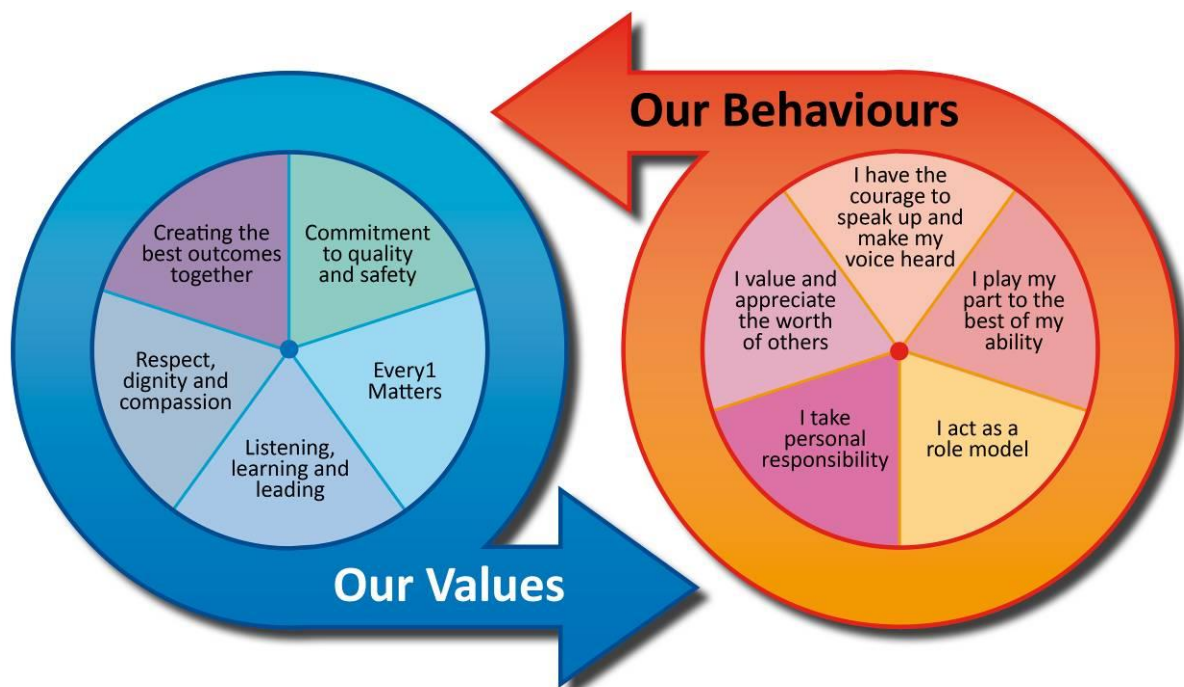 Our Behaviours
Creating the
best outcomes
together
Commitment
to quality
and safety
Every1
Matters
Listening,
learning and
leading
Respect,
dignity and
compassion
Our Values
I have the
courage to
speak up and
make my
voice heard
I play my
part to the
best of my
ability
I act as a
role model
I take
personal
responsibility
I value and
appreciate
the worth
of others